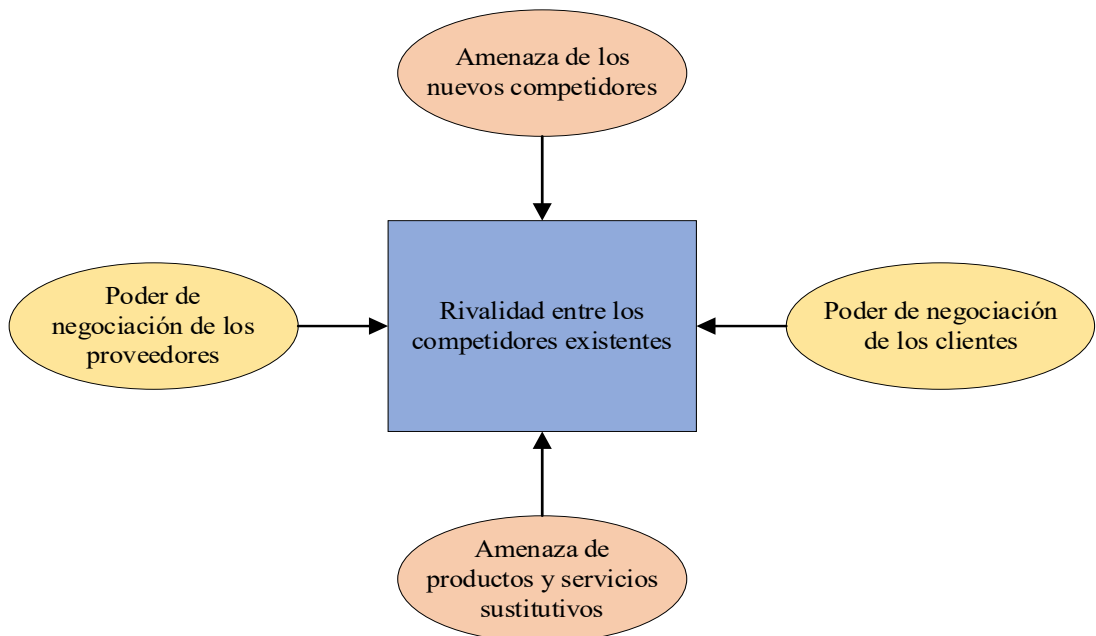 Amenaza de los
nuevos competidores
Poder de
negociación de los
proveedores
Rivalidad entre los
competidores existentes
Poder de negociación
de los clientes
Amenaza de
productos y servicios
sustitutivos